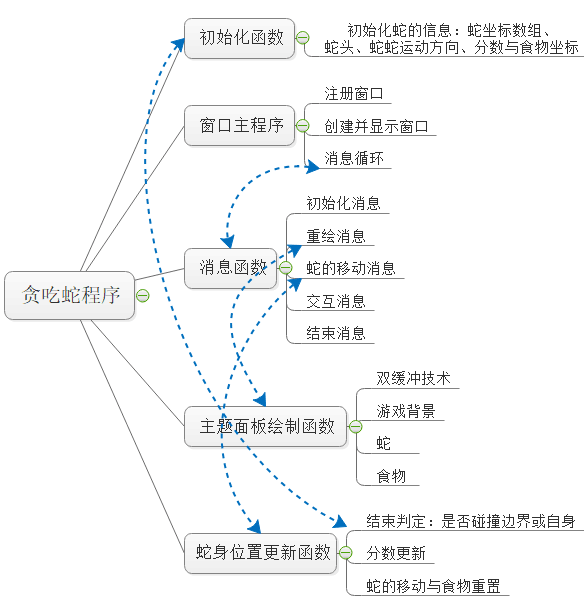 初始化函数
初始化蛇的信息：蛇坐标数组、
蛇头、蛇蛇运动方向、分数与食物坐标
窗口主程序
注册窗口
创建并显示窗口
消息循环
贪吃蛇程序
消息函数
初始化消息
重绘消息
蛇的移动消息
交互消息
结束消息
主题面板绘制函数
双缓冲技术
游戏背景
蛇
食物
蛇身位置更新函数
结束判定：是否碰撞边界或自身
分数更新
蛇的移动与食物重置